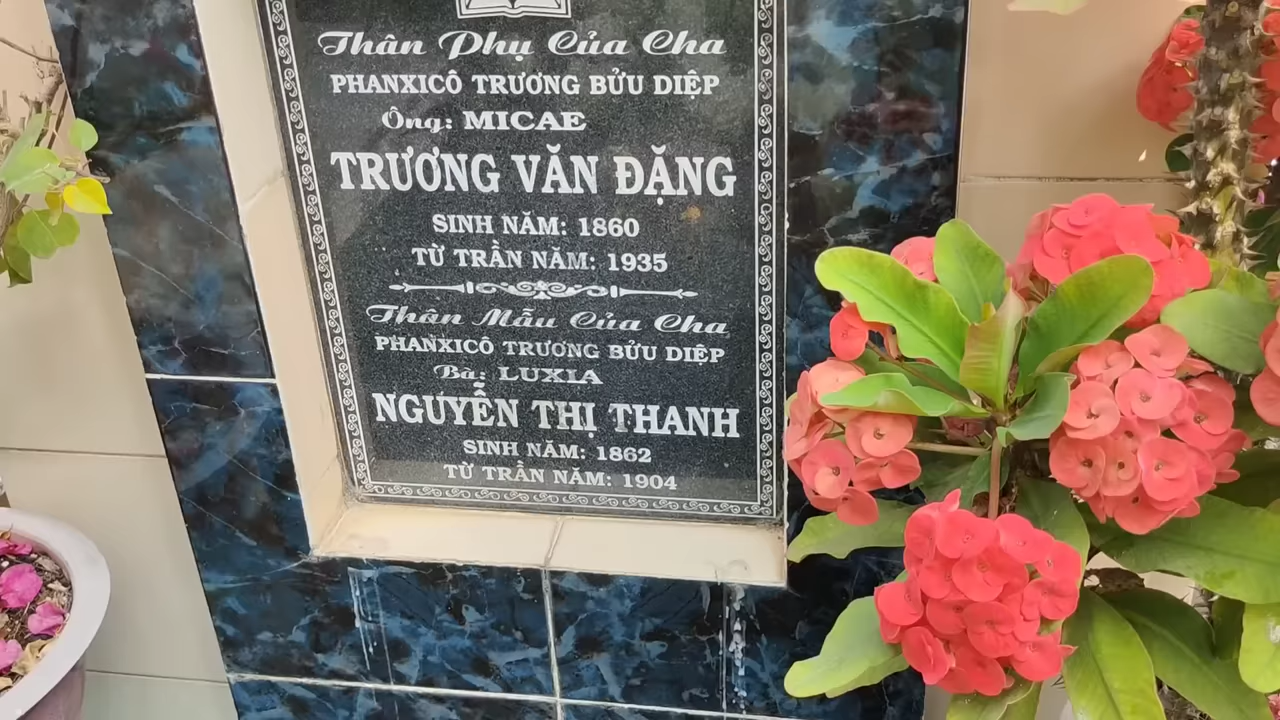 Thân Phụ Của Cha
PHANXICÔ TRƯƠNG BỬU DIỆP
Ông: MICAE
TRƯƠNG VĂN ĐẶNG
SINH NĂM: 1860
TỪ TRẦN NĂM: 1935
Thân Mẫu Của Cha
PHANXICÔ TRƯƠNG BỬU DIỆP
Bà: LUXIA
NGUYỄN THỊ THANH
SINH NĂM: 1862
TỪ TRẦN NĂM: 1904